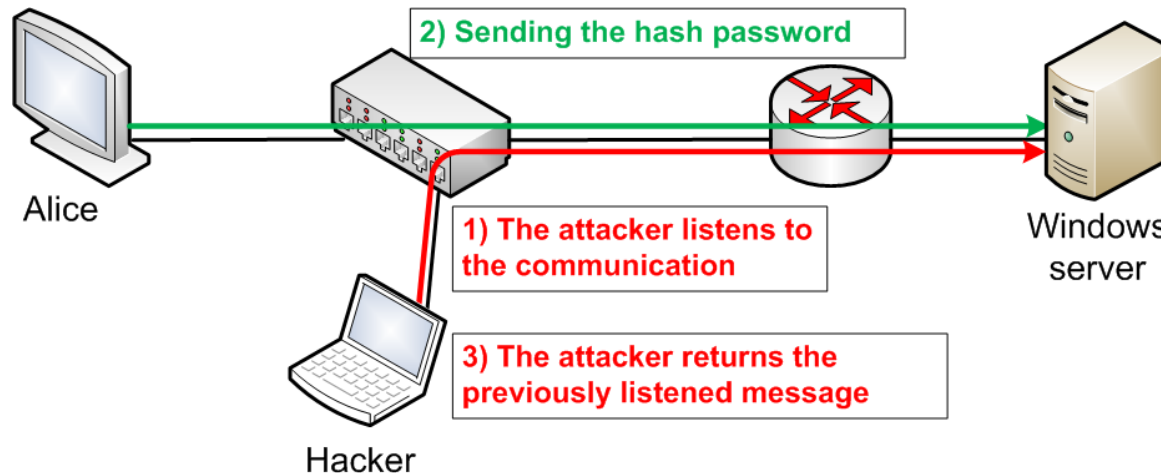 2) Sending the hash password
Alice
1) The attacker listens to
the communication
Windows
server
3) The attacker returns the
previously listened message
Hacker